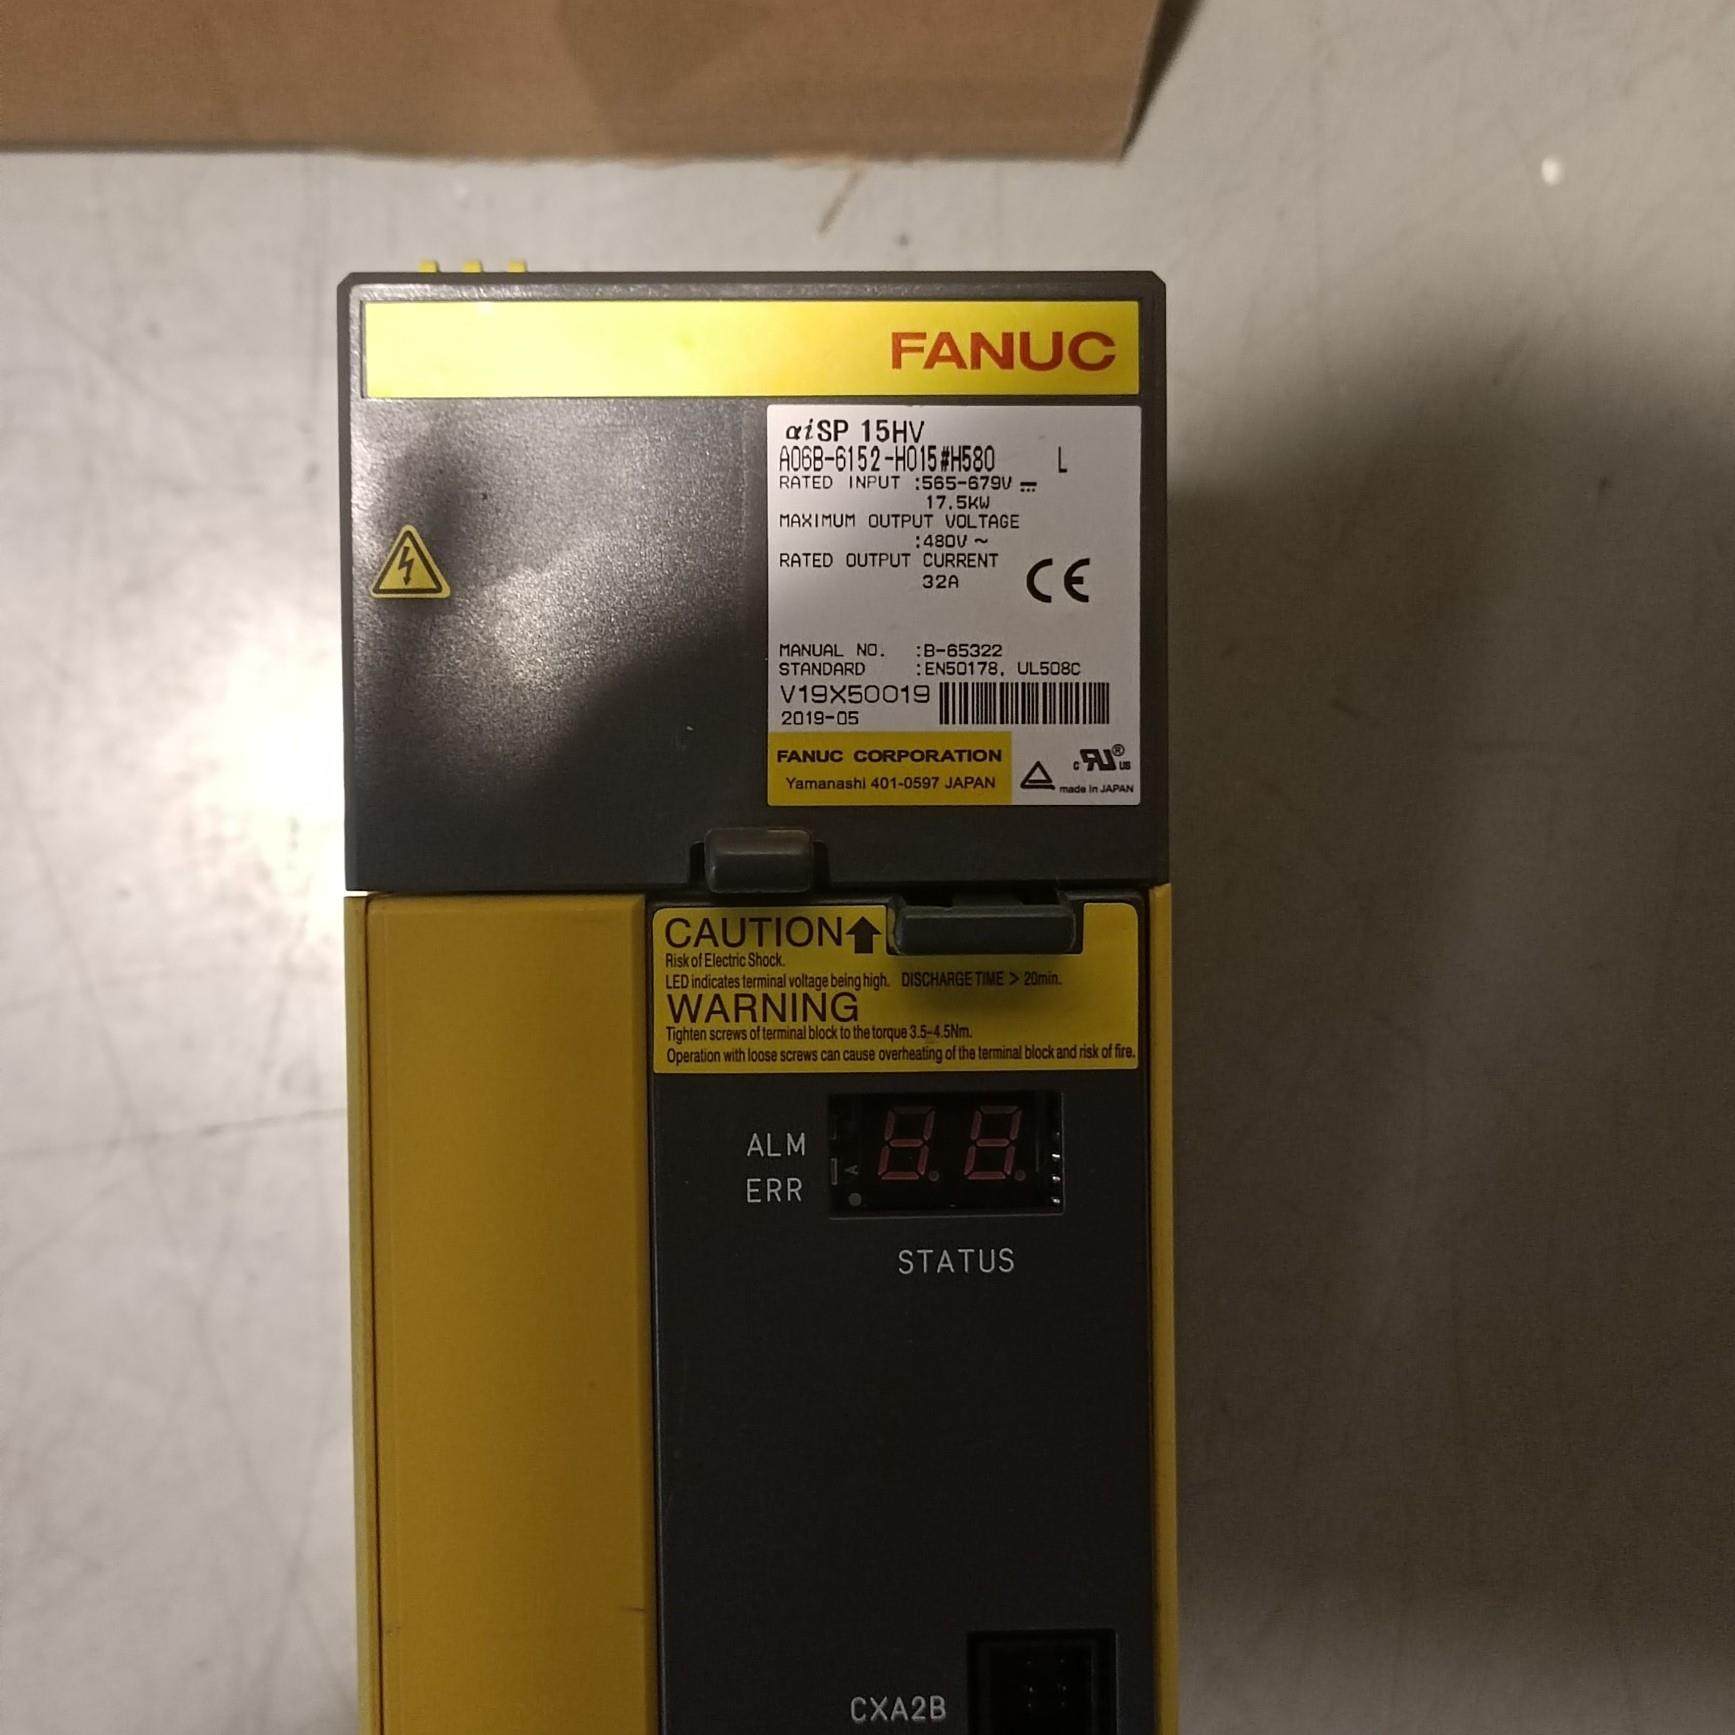 FANUC
αiSP 15HV
A06B-6152-H015#H580 L
RATED INPUT :565-679V
17.5KW
MAXIMUM OUTPUT VOLTAGE
:480V ~
RATED OUTPUT CURRENT
32A
CE
MANUAL NO. :B-65322
STANDARD :EN50178, UL508C
V19X50019
2019-05
FANUC CORPORATION
Yamanashi 401-0597 JAPAN
c RU ® US
made in JAPAN
CAUTION
Risk of Electric Shock.
LED indicates terminal voltage being high. DISCHARGE TIME > 20min.
WARNING
Tighten screws of terminal block to the torque 3.5-4.5Nm.
Operation with loose screws can cause overheating of the terminal block and risk of fire.
ALM
ERR
8.8.
STATUS
CXA2B